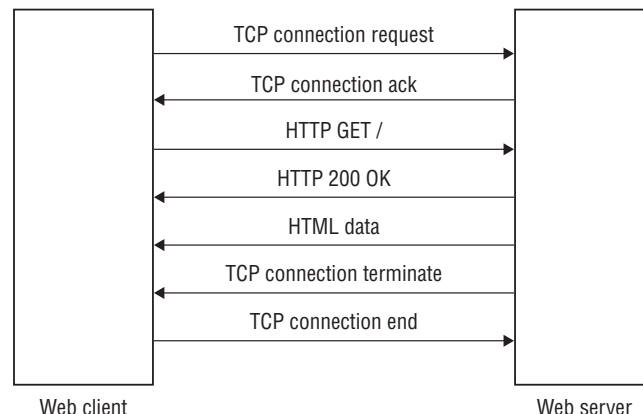 TCP connection request
TCP connection ack
HTTP GET /
HTTP 200 OK
HTML data
TCP connection terminate
TCP connection end
Web client
Web server